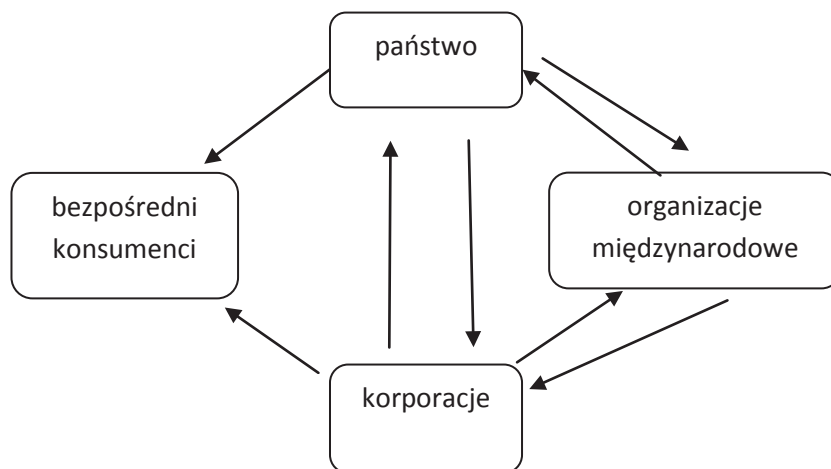 państwo
bezpośredni
konsumenci
organizacje
międzynarodowe
korporacje